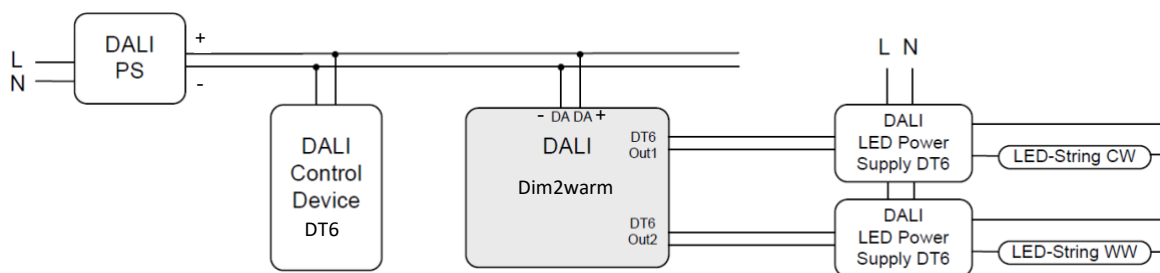 L
N
DALI
PS
+
-
DALI
Control
Device
DT6
- DA DA +
DALI
Dim2warm
DT6
Out1
DT6
Out2
L N
DALI
LED Power
Supply DT6
LED-String CW
DALI
LED Power
Supply DT6
LED-String WW